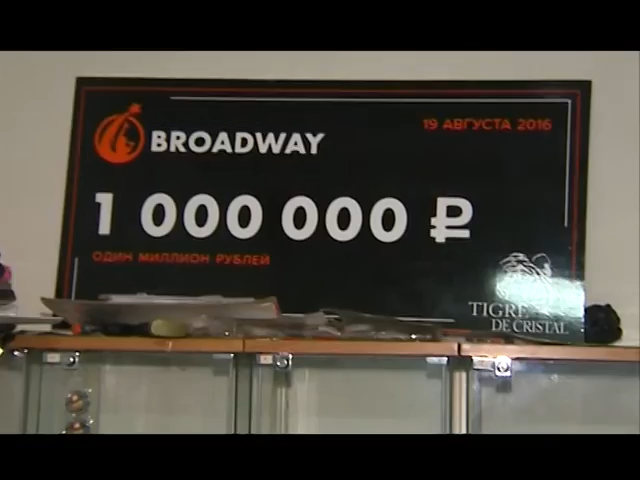 BROADWAY
19 АВГУСТА 2016
1 000 000 ₽
ОДИН МИЛЛИОН РУБЛЕЙ
TIGRE
DE CRISTAL